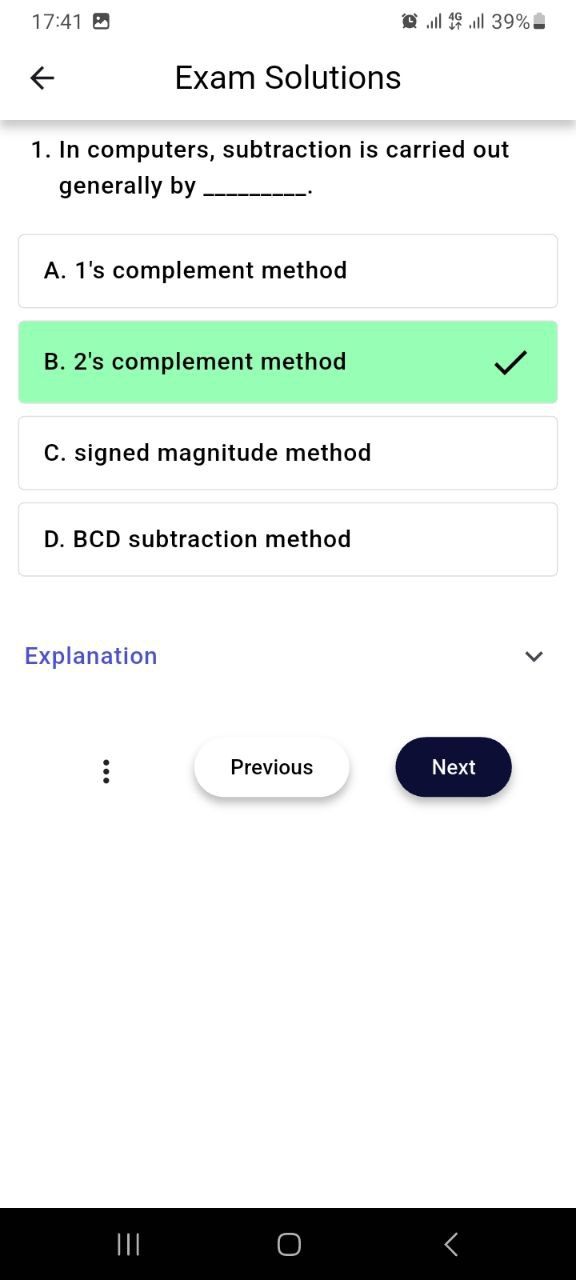 17:41
4G 39%
Exam Solutions
1. In computers, subtraction is carried out
generally by _________.
A. 1's complement method
B. 2's complement method
C. signed magnitude method
D. BCD subtraction method
Explanation
Previous
Next